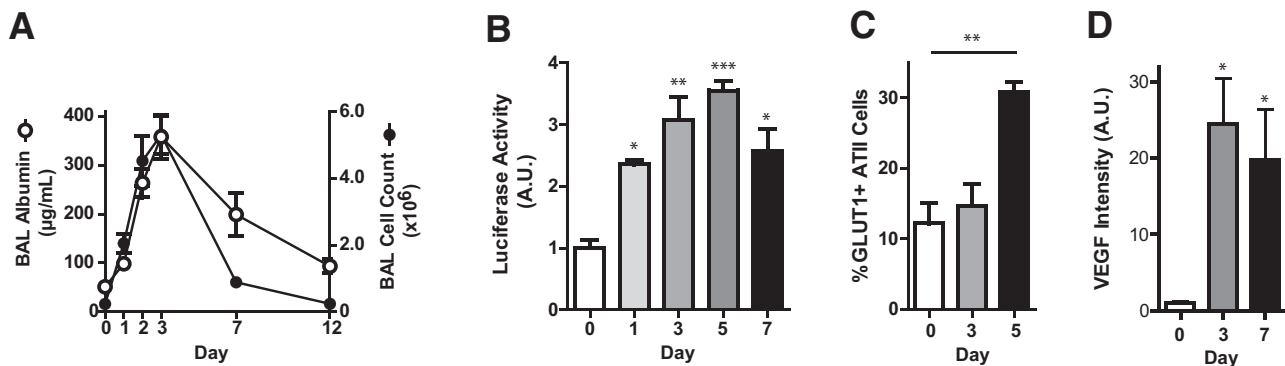 A
BAL Albumin
(µg/mL)
400
300
200
100
0
6.0
4.0
2.0
0
BAL Cell Count
(x10⁶)
0 1 2 3 7 12
Day
B
Luciferase Activity
(A.U.)
4
3
2
1
0
* ** *** *
0 1 3 5 7
Day
C
%GLUT1+ ATII Cells
30
20
10
0
**
0 3 5
Day
D
VEGF Intensity (A.U.)
30
20
10
0
* *
0 3 7
Day